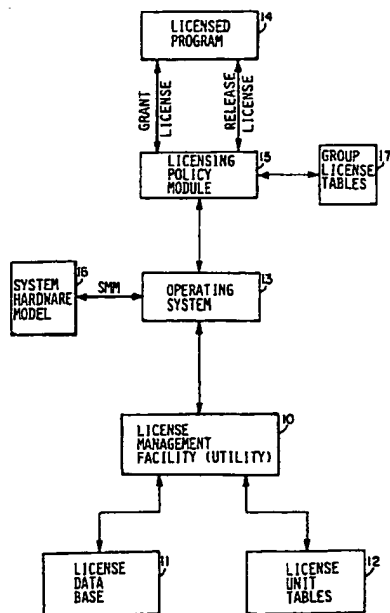 LICENSED
PROGRAM
14
GRANT
LICENSE
RELEASE
LICENSE
LICENSING
POLICY
MODULE
15
GROUP
LICENSE
TABLES
17
SYSTEM
HARDWARE
MODEL
16
SMM
OPERATING
SYSTEM
13
LICENSE
MANAGEMENT
FACILITY (UTILITY)
10
LICENSE
DATA
BASE
11
LICENSE
UNIT
TABLES
12